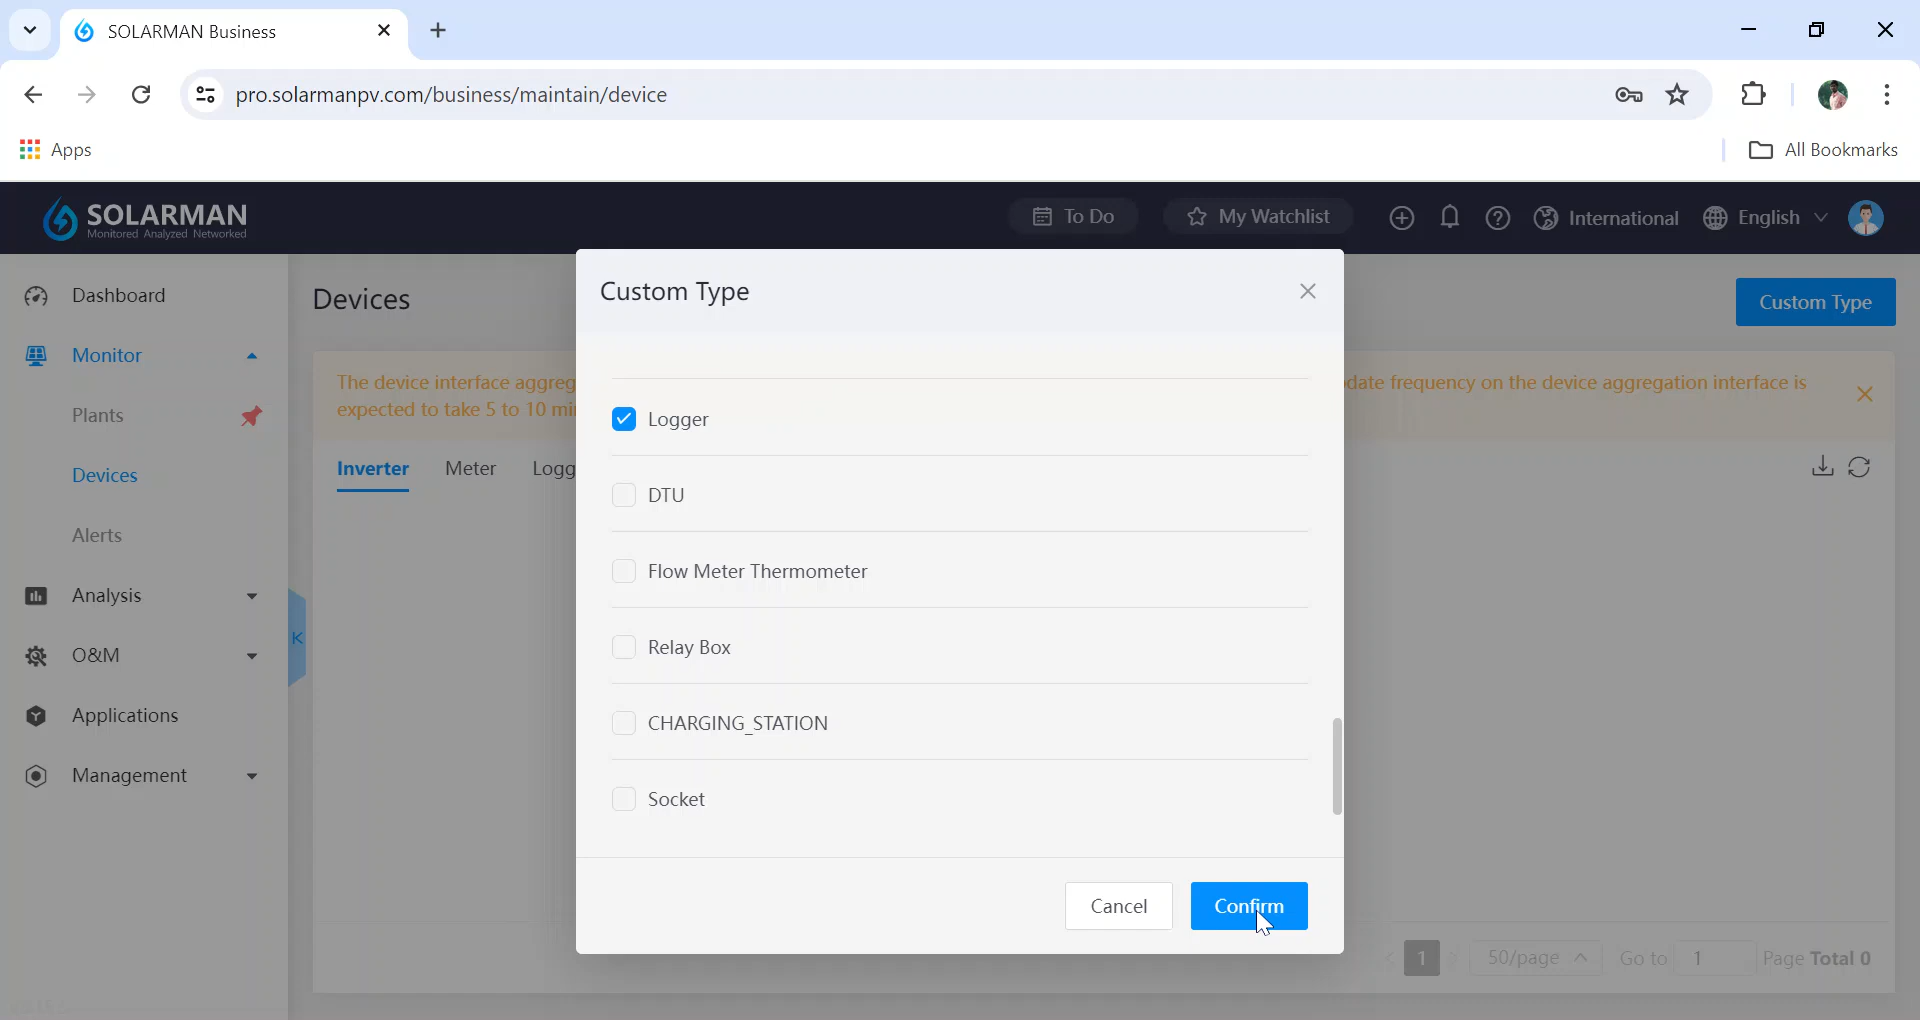 SOLARMAN Business
pro.solarmanpv.com/business/maintain/device
Apps
All Bookmarks
SOLARMAN
Monitored Analyzed Networked
To Do
My Watchlist
International
English
Dashboard
Monitor
Plants
Devices
Alerts
Analysis
O&M
Applications
Management
Devices
Custom Type
The device interface aggreg
date frequency on the device aggregation interface is
expected to take 5 to 10 mi
Inverter
Meter
Logg
Custom Type
Logger
DTU
Flow Meter Thermometer
Relay Box
CHARGING_STATION
Socket
Cancel
Confirm
1
50/page
Go to
1
Page
Total 0